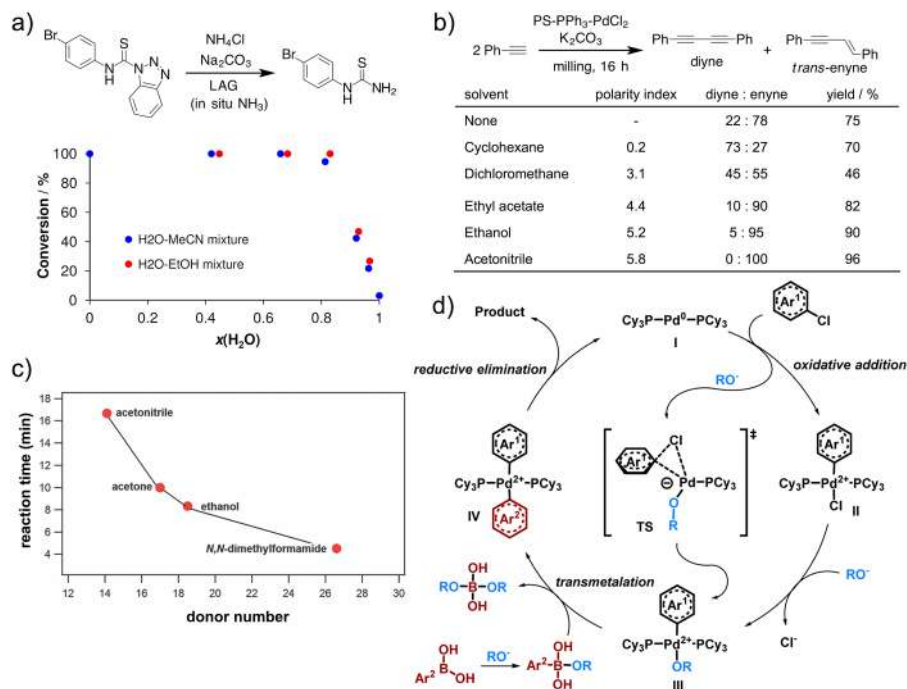 a)
Br
S
N
H
N
N
N
NH4Cl
Na2CO3
LAG
(in situ NH3)
Br
S
N
H
NH2
Conversion / %
100
80
60
40
20
0
H2O-MeCN mixture
H2O-EtOH mixture
0
0.2
0.4
0.6
0.8
1
x(H2O)
b)
2 Ph
PS-PPh3-PdCl2
K2CO3
milling, 16 h
Ph
Ph
diyne
+
Ph
Ph
trans-enyne
solvent polarity index diyne : enyne yield / %
None - 22 : 78 75
Cyclohexane 0.2 73 : 27 70
Dichloromethane 3.1 45 : 55 46
Ethyl acetate 4.4 10 : 90 82
Ethanol 5.2 5 : 95 90
Acetonitrile 5.8 0 : 100 96
c)
reaction time (min)
18
16
14
12
10
8
6
4
acetonitrile
acetone
ethanol
N,N-dimethylformamide
12 14 16 18 20 22 24 26 28 30
donor number
d)
Product
Cy3P-Pd0-PCy3
I
Ar1
Cl
reductive elimination
RO-
oxidative addition
Ar1
Cy3P-Pd2+-PCy3
Ar2
IV
Ar1
Cl
Pd-PCy3
⊖
O
R
TS
‡
Ar1
Cy3P-Pd2+-PCy3
Cl
II
RO-
Cl-
transmetalation
OH
RO-B-OR
OH
Ar1
Cy3P-Pd2+-PCy3
OR
III
Ar2-B
OH
OH
RO-
OH
Ar2-B-OR
OH